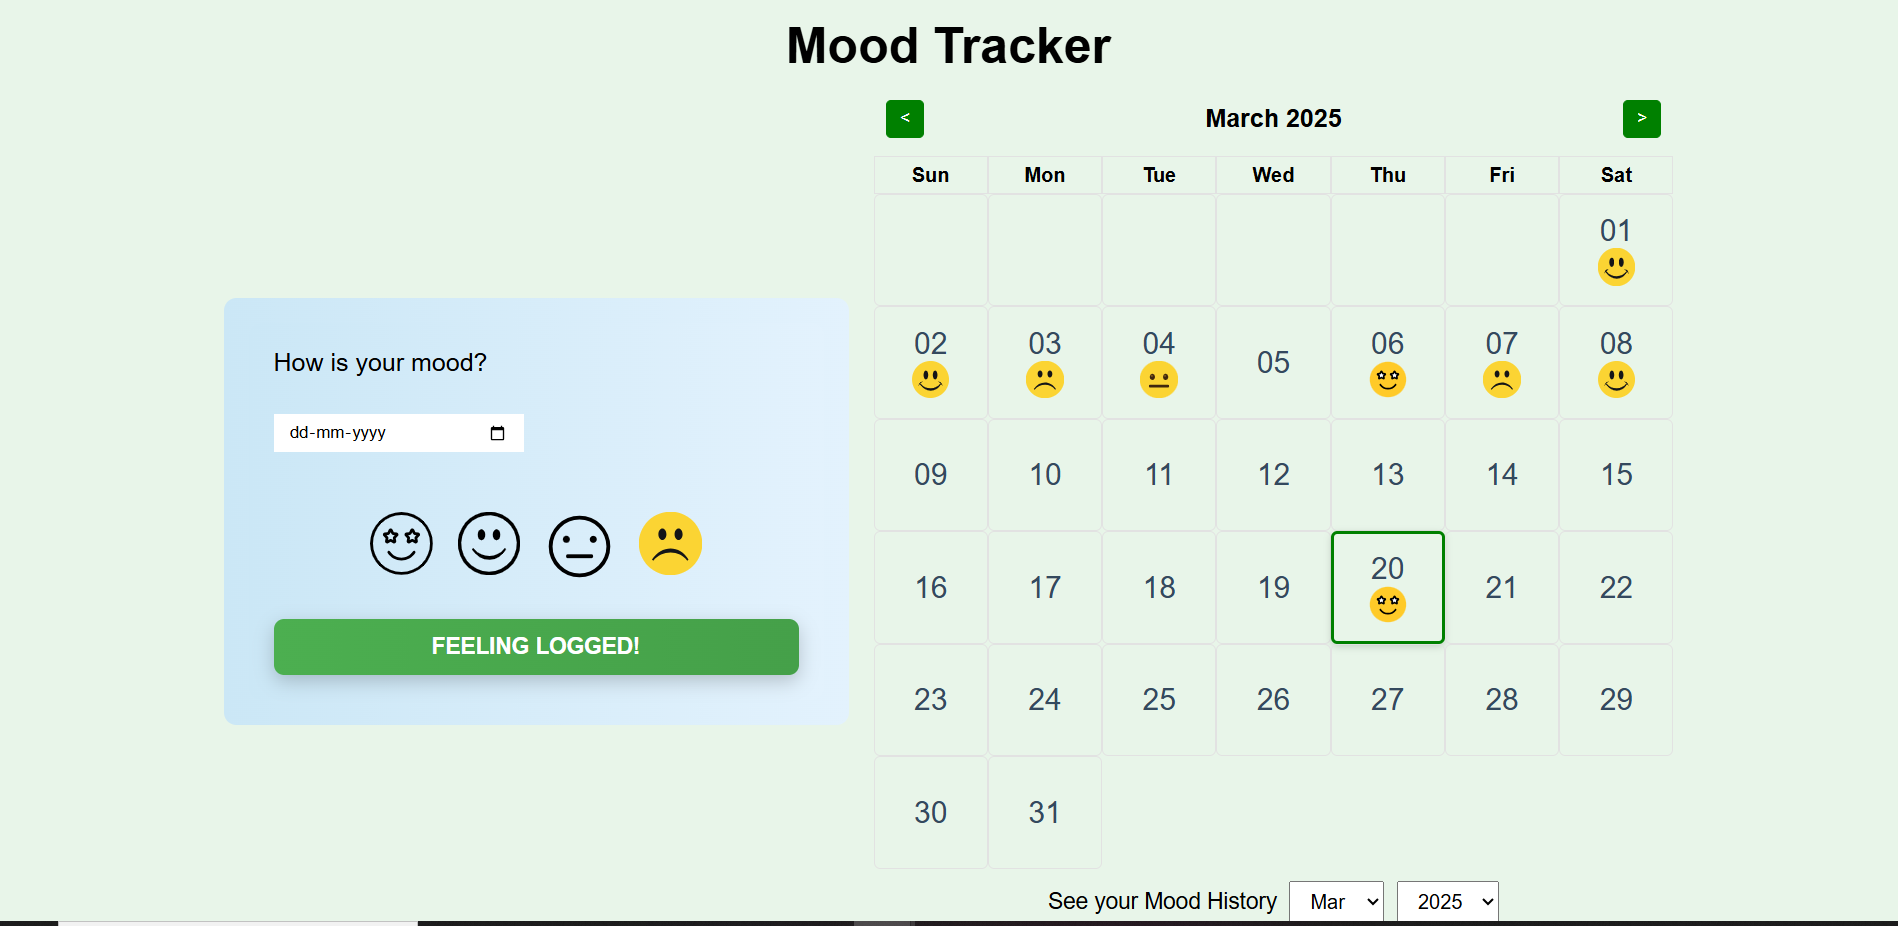 Mood Tracker
< March 2025 >
Sun Mon Tue Wed Thu Fri Sat
01
02 03 04 05 06 07 08
09 10 11 12 13 14 15
16 17 18 19 20 21 22
23 24 25 26 27 28 29
30 31
See your Mood History Mar 2025
How is your mood?
dd-mm-yyyy
FEELING LOGGED!